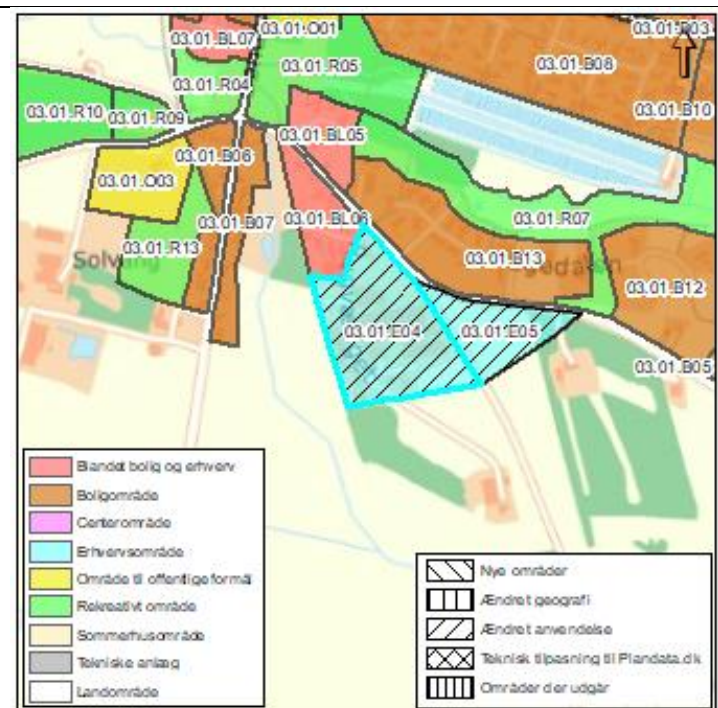 03.01.BL07
03.01.O01
03.01.R04
03.01.R05
03.01.B08
03.01.B10
03.01.R10
03.01.R09
03.01.B06
03.01.BL05
03.01.O03
03.01.B07
03.01.BL06
03.01.R07
03.01.R13
Solvang
03.01.B13
03.01.B12
03.01.E04
03.01.E05
03.01.B05
Blandet bolig og erhverv
Boligområde
Centerområde
Erhvervsområde
Område til offentlige formål
Rekreativt område
Sommerhusområde
Tekniske anlæg
Landområde
Nye områder
Ændret geografi
Ændret anvendelse
Teknisk tilpasning til Plandata.dk
Områder der udgår